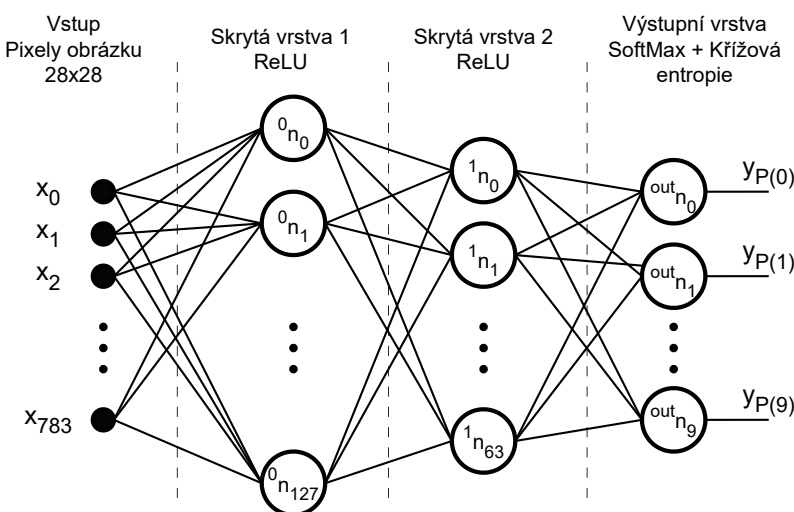 Vstup
Pixely obrázku
28x28
Skrytá vrstva 1
ReLU
Skrytá vrstva 2
ReLU
Výstupní vrstva
SoftMax + Křížová
entropie
x0
x1
x2
x783
0n0
0n1
0n127
1n0
1n1
1n63
outn0
outn1
outn9
yP(0)
yP(1)
yP(9)